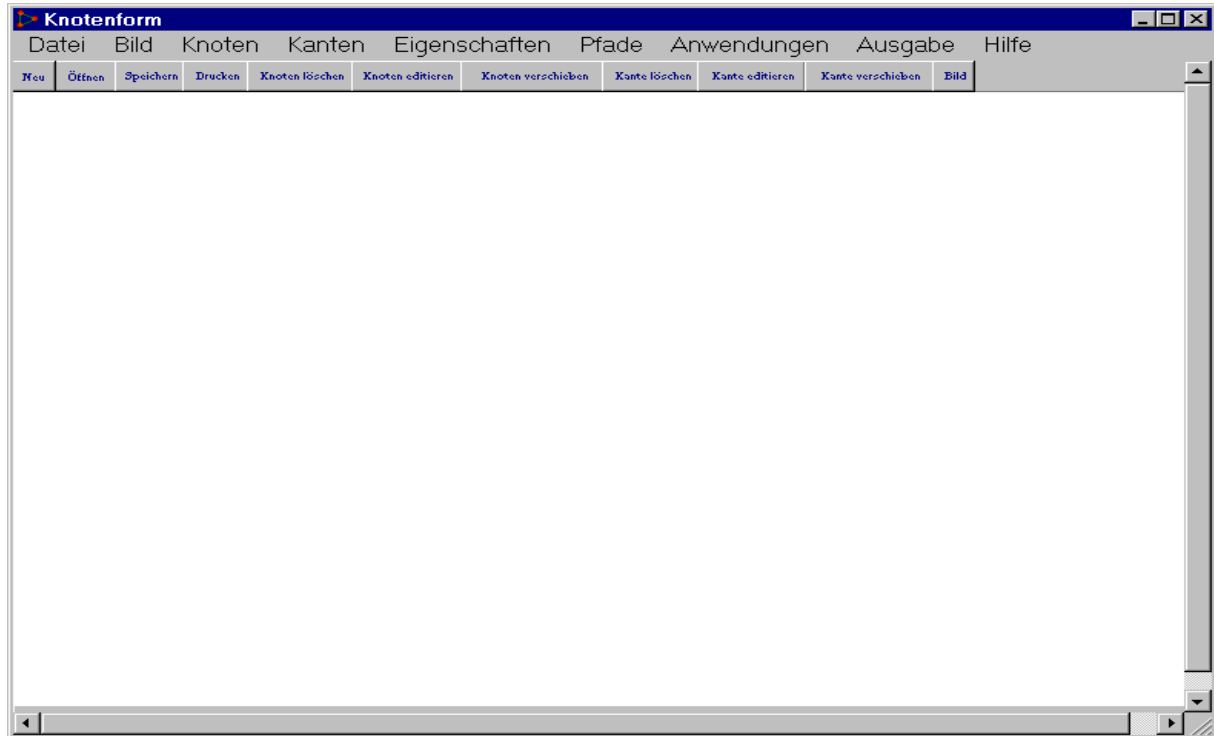 Knotenform
Datei Bild Knoten Kanten Eigenschaften Pfade Anwendungen Ausgabe Hilfe
Neu Öffnen Speichern Drucken Knoten löschen Knoten editieren Knoten verschieben Kante löschen Kante editieren Kante verschieben Bild